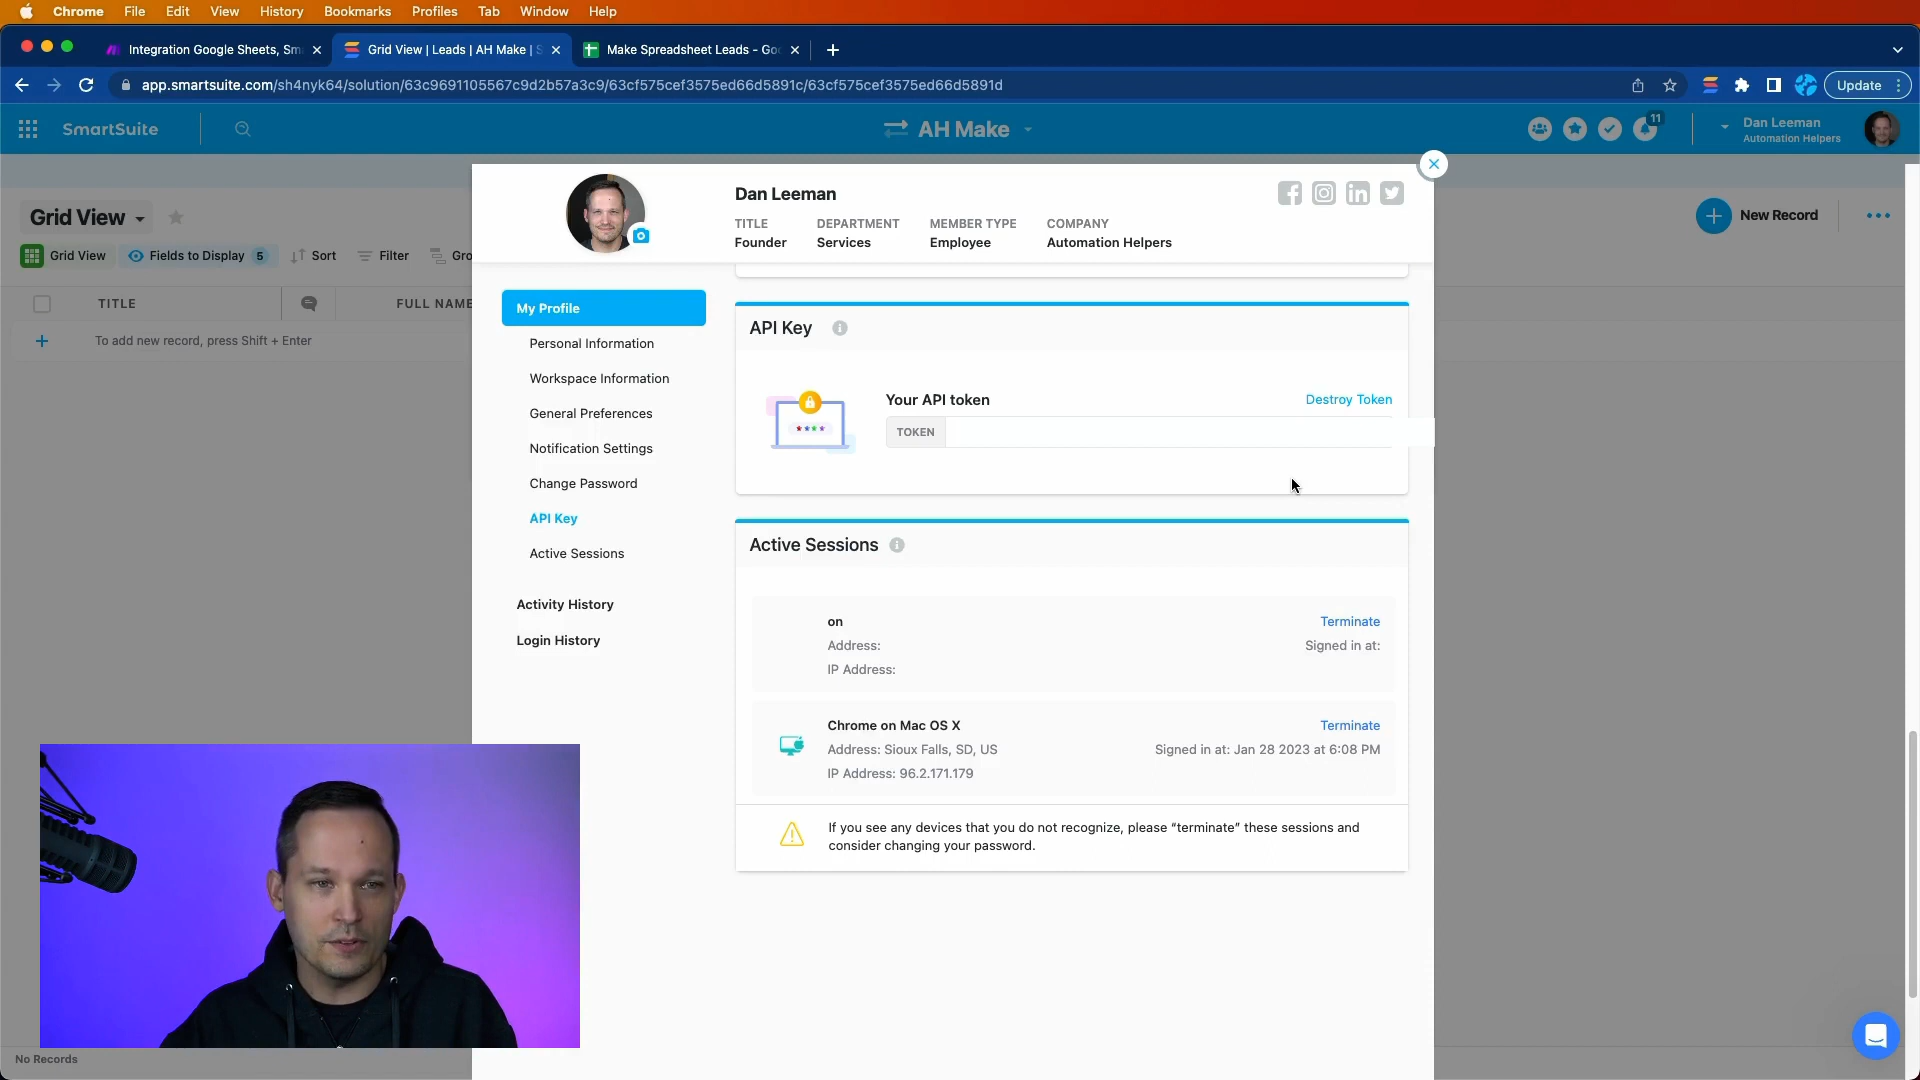 Chrome File Edit View History Bookmarks Profiles Tab Window Help
Integration Google Sheets, Sm
Grid View | Leads | AH Make | S
Make Spreadsheet Leads - Goo
app.smartsuite.com/sh4nyk64/solution/63c9691105567c9d2b57a3c9/63cf575cef3575ed66d5891c/63cf575cef3575ed66d5891d
Update
SmartSuite
AH Make
11
Dan Leeman
Automation Helpers
Grid View
New Record
Grid View
Fields to Display 5
Sort
Filter
Gro
TITLE
FULL NAME
To add new record, press Shift + Enter
Dan Leeman
TITLE DEPARTMENT MEMBER TYPE COMPANY
Founder Services Employee Automation Helpers
My Profile
Personal Information
Workspace Information
General Preferences
Notification Settings
Change Password
API Key
Active Sessions
Activity History
Login History
API Key
Your API token
Destroy Token
TOKEN
Active Sessions
on
Terminate
Address:
Signed in at:
IP Address:
Chrome on Mac OS X
Terminate
Address: Sioux Falls, SD, US
Signed in at: Jan 28 2023 at 6:08 PM
IP Address: 96.2.171.179
If you see any devices that you do not recognize, please “terminate” these sessions and
consider changing your password.
No Records